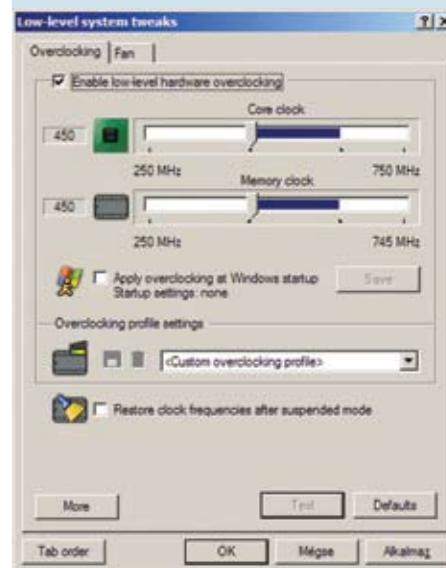 Low-level system tweaks
Overclocking Fan
Enable low-level hardware overclocking
Core clock
450
250 MHz 750 MHz
Memory clock
450
250 MHz 745 MHz
Apply overclocking at Windows startup
Startup settings: none
Save
Overclocking profile settings
<Custom overclocking profile>
Restore clock frequencies after suspended mode
More Test Defaults
Tab order OK Mégse Alkalmaz